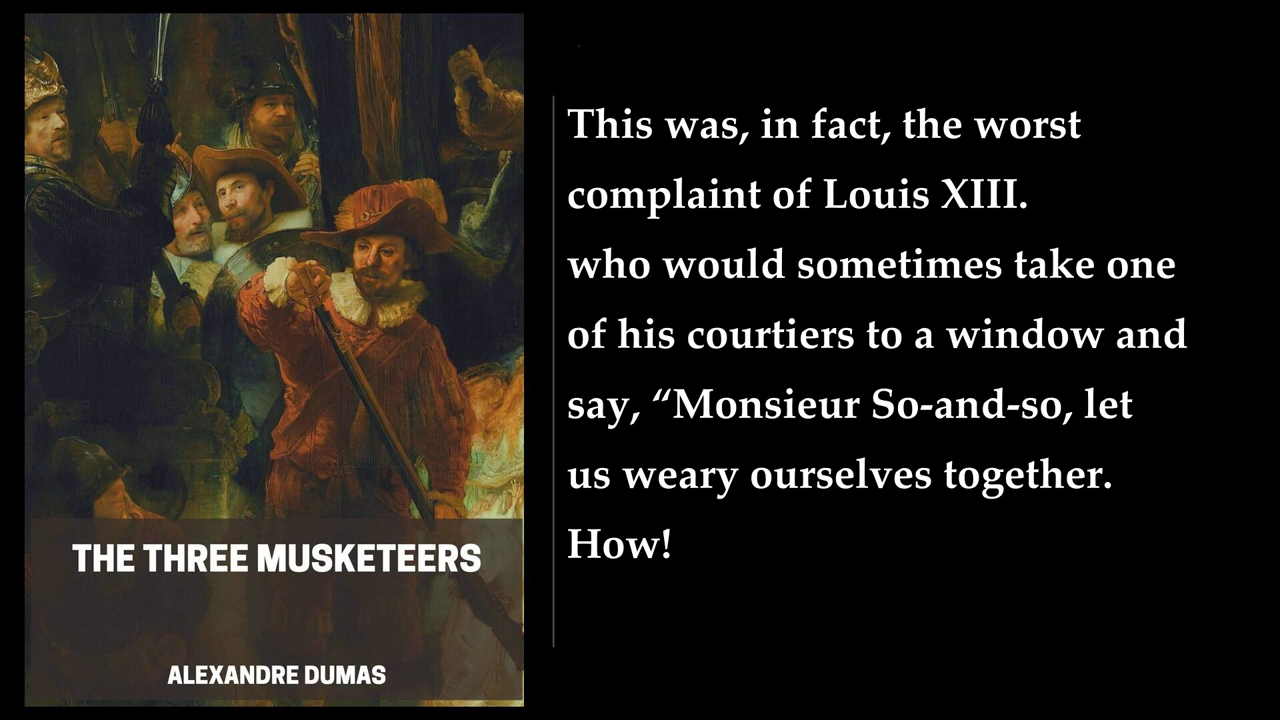 THE THREE MUSKETEERS
ALEXANDRE DUMAS
This was, in fact, the worst
complaint of Louis XIII.
who would sometimes take one
of his courtiers to a window and
say, “Monsieur So-and-so, let
us weary ourselves together.
How!